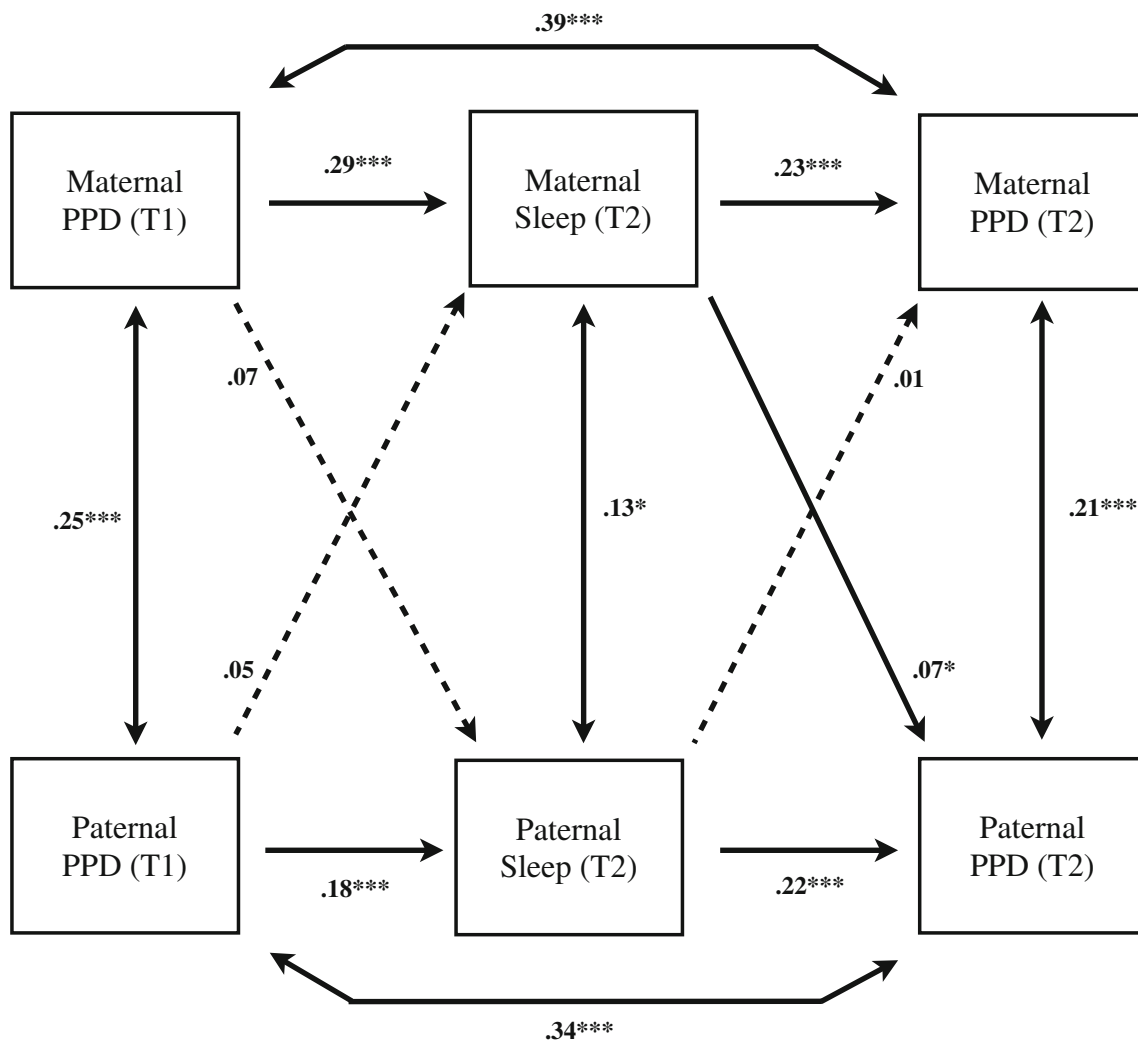 .39***
Maternal
PPD (T1)
.29***
Maternal
Sleep (T2)
.23***
Maternal
PPD (T2)
.07
.01
.25***
.13*
.21***
.05
.07*
Paternal
PPD (T1)
.18***
Paternal
Sleep (T2)
.22***
Paternal
PPD (T2)
.34***